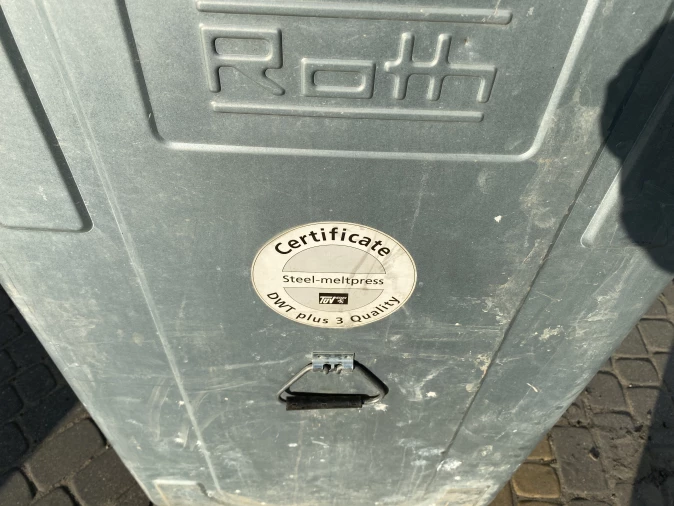 Roth
Certificate
Steel-meltpress
TÜV
DWT plus 3 Quality